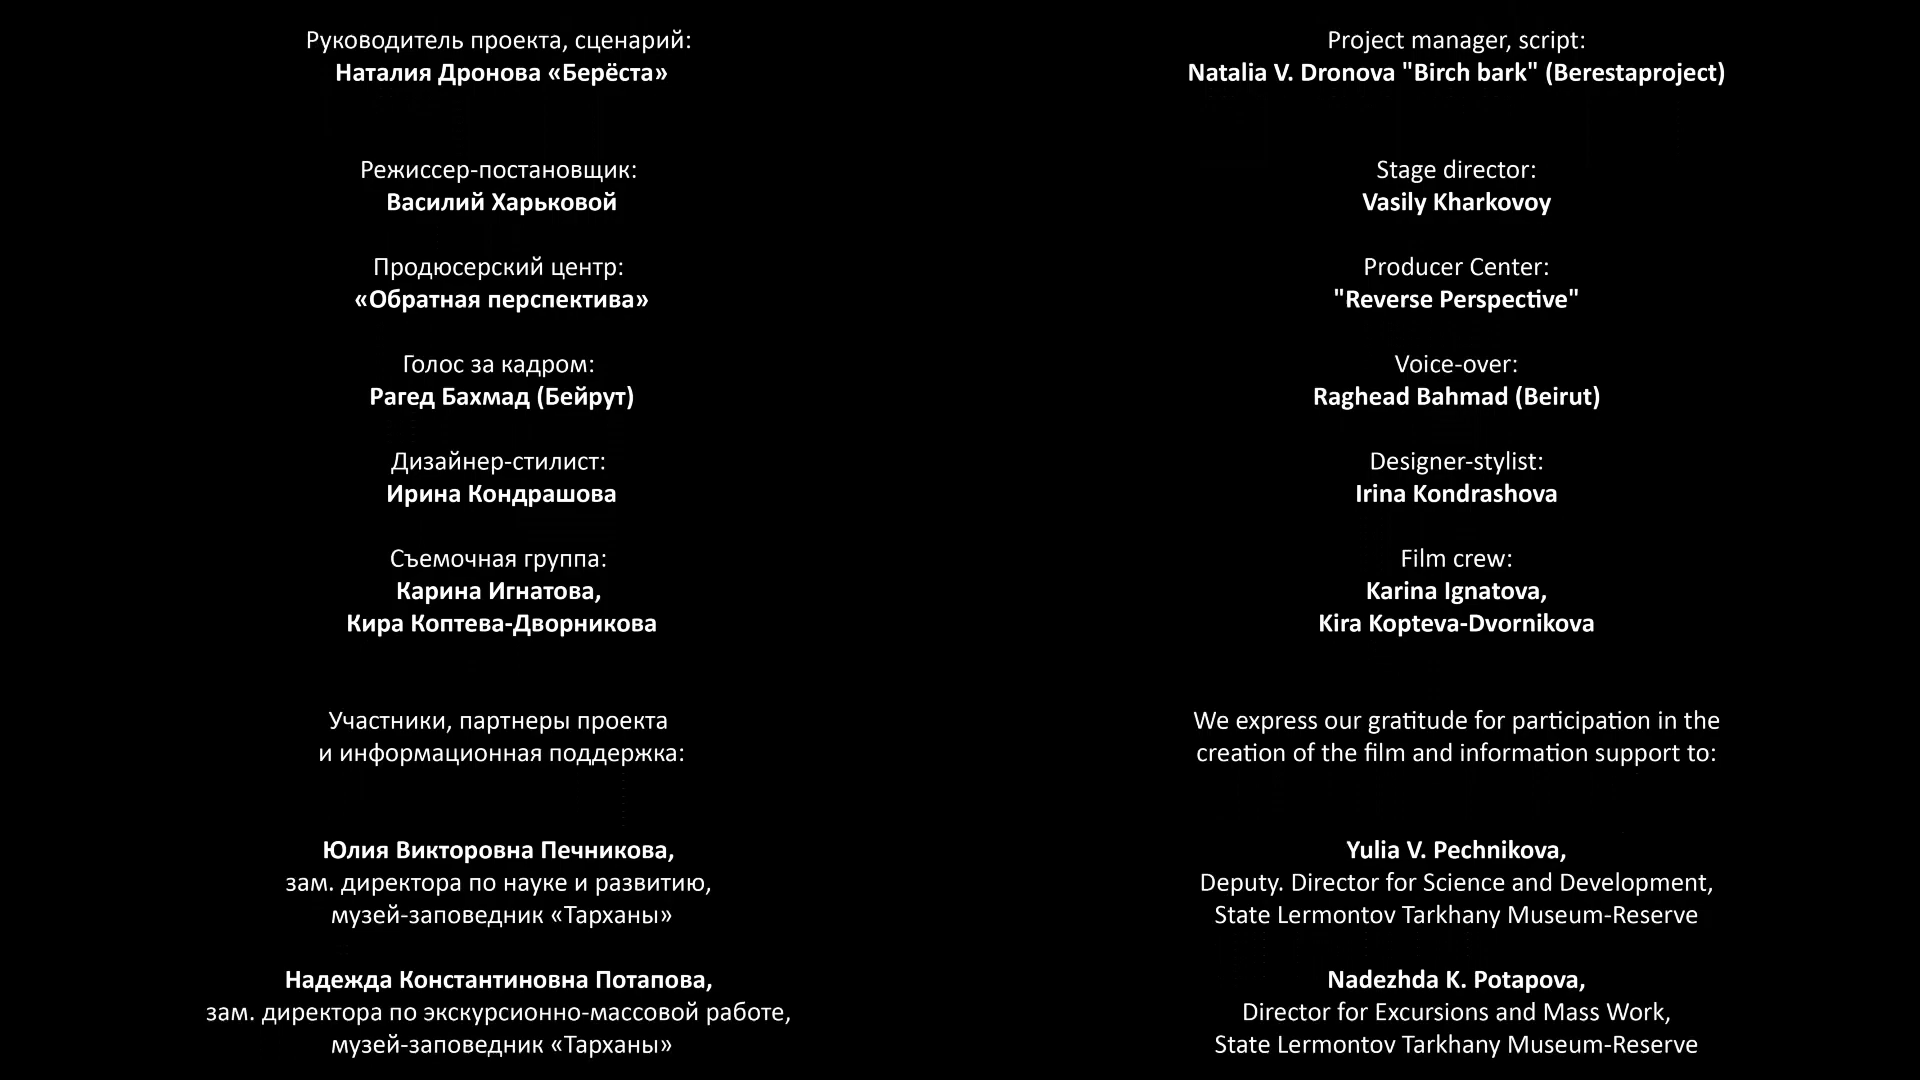 Руководитель проекта, сценарий:
Наталия Дронова «Берёста»
Режиссер-постановщик:
Василий Харьковой
Продюсерский центр:
«Обратная перспектива»
Голос за кадром:
Рагед Бахмад (Бейрут)
Дизайнер-стилист:
Ирина Кондрашова
Съемочная группа:
Карина Игнатова,
Кира Коптева-Дворникова
Участники, партнеры проекта
и информационная поддержка:
Юлия Викторовна Печникова,
зам. директора по науке и развитию,
музей-заповедник «Тарханы»
Надежда Константиновна Потапова,
зам. директора по экскурсионно-массовой работе,
музей-заповедник «Тарханы»
Project manager, script:
Natalia V. Dronova "Birch bark" (Berestaproject)
Stage director:
Vasily Kharkovoy
Producer Center:
"Reverse Perspective"
Voice-over:
Raghead Bahmad (Beirut)
Designer-stylist:
Irina Kondrashova
Film crew:
Karina Ignatova,
Kira Kopteva-Dvornikova
We express our gratitude for participation in the
creation of the film and information support to:
Yulia V. Pechnikova,
Deputy. Director for Science and Development,
State Lermontov Tarkhany Museum-Reserve
Nadezhda K. Potapova,
Director for Excursions and Mass Work,
State Lermontov Tarkhany Museum-Reserve